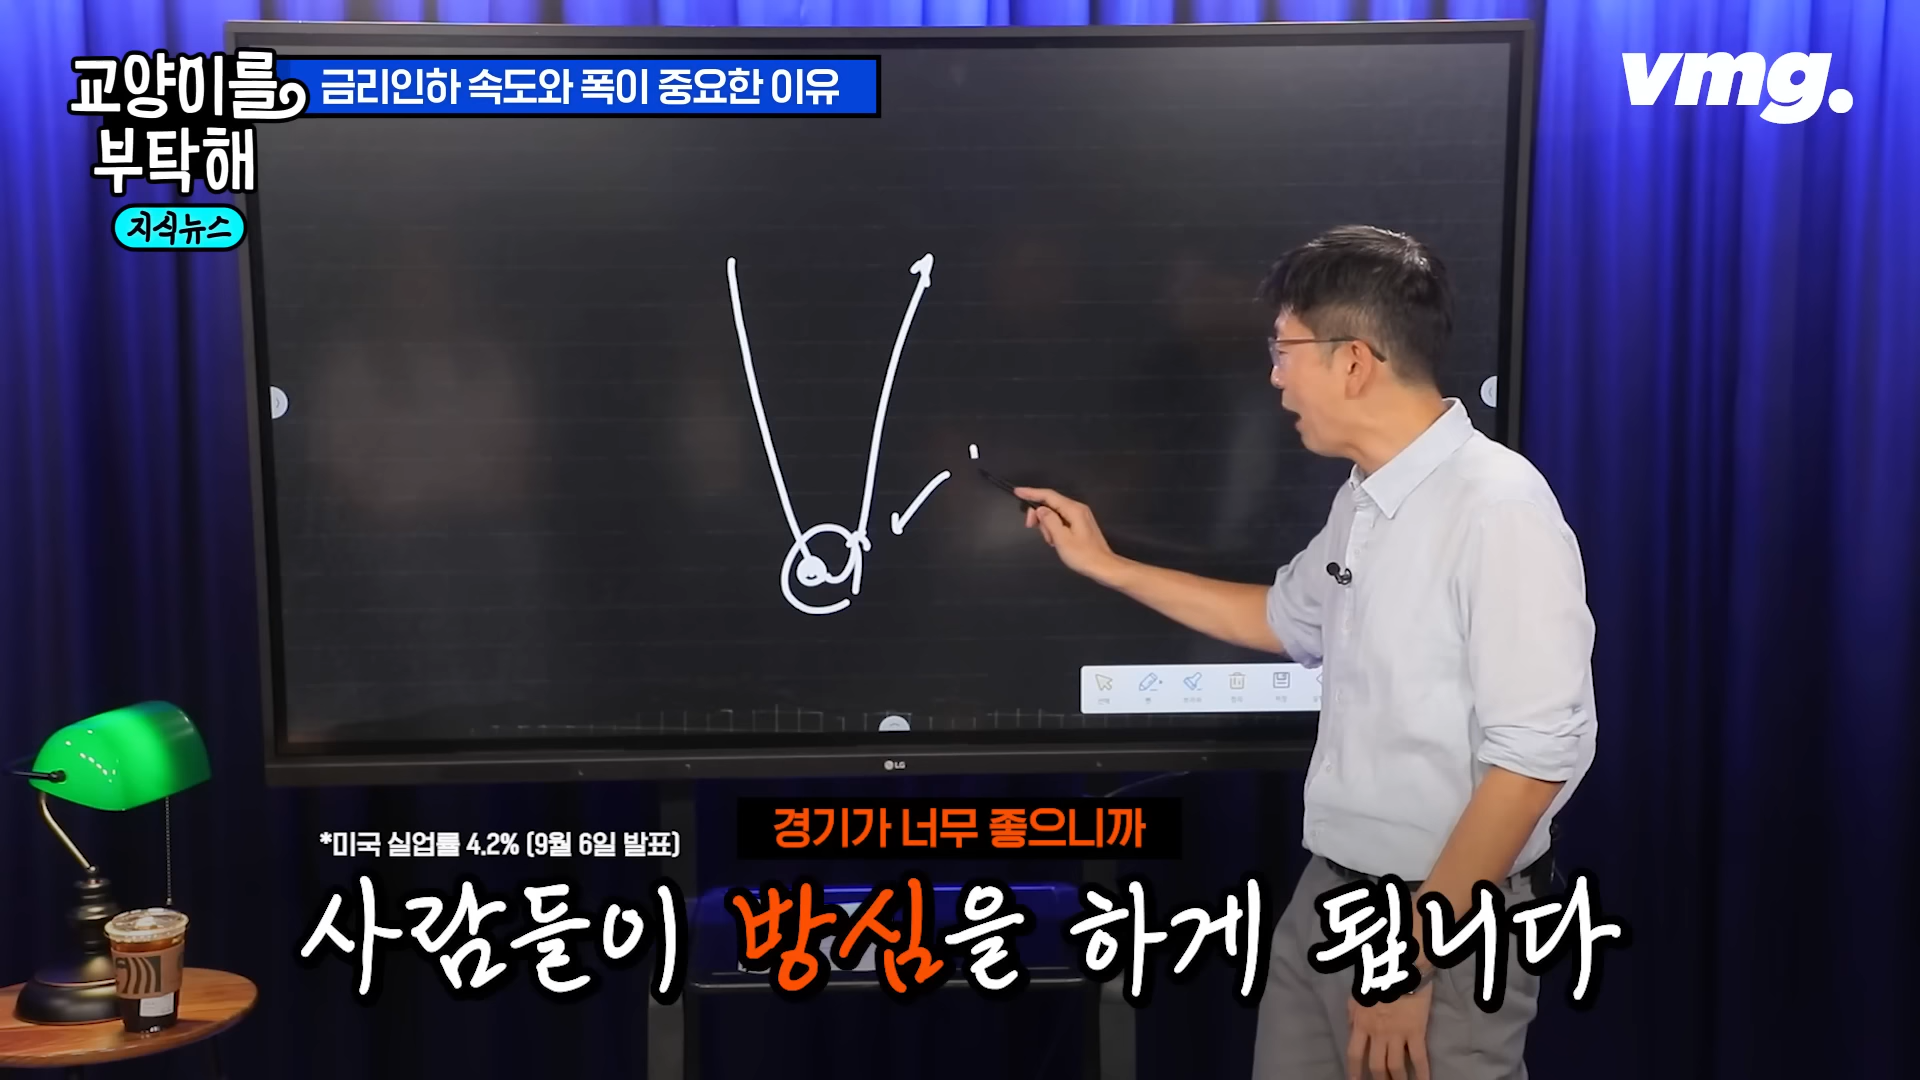 교양이를
부탁해
지식뉴스
금리인하 속도와 폭이 중요한 이유
vmg.
LG
*미국 실업률 4.2% (9월 6일 발표)
경기가 너무 좋으니까
사람들이 방심을 하게 됩니다